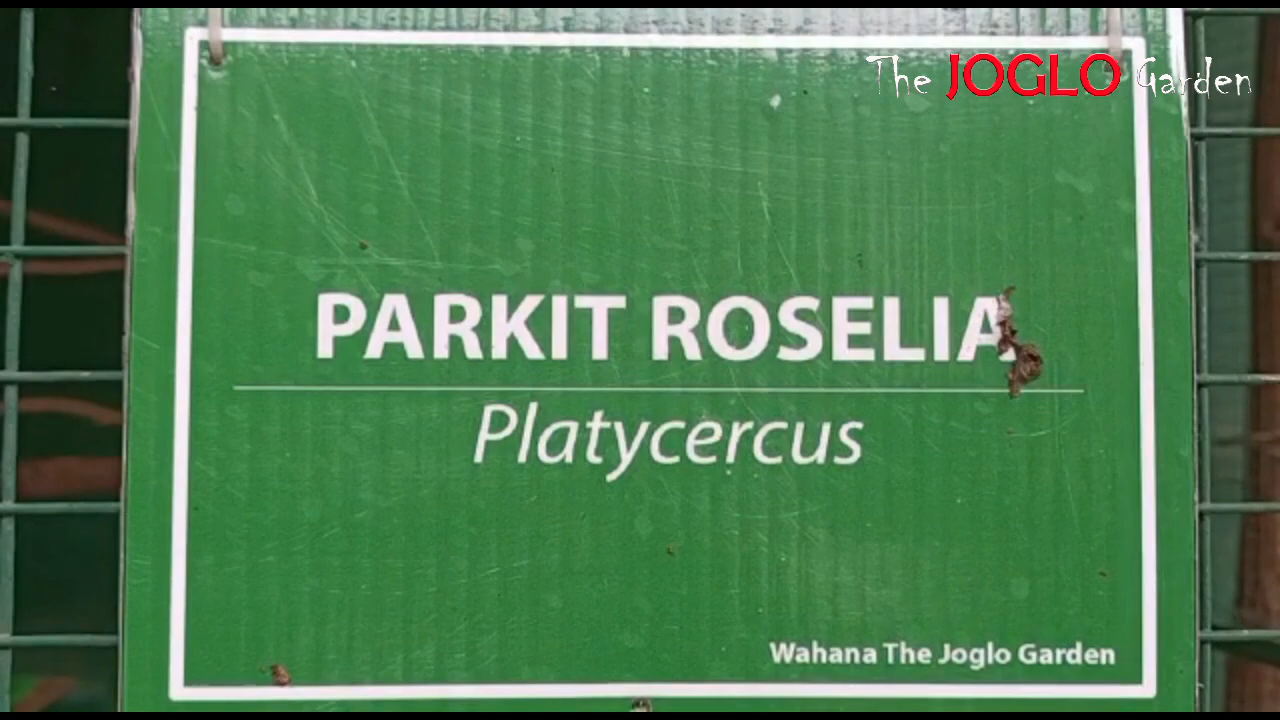 The JOGLO Garden
PARKIT ROSELIA
Platycercus
Wahana The Joglo Garden